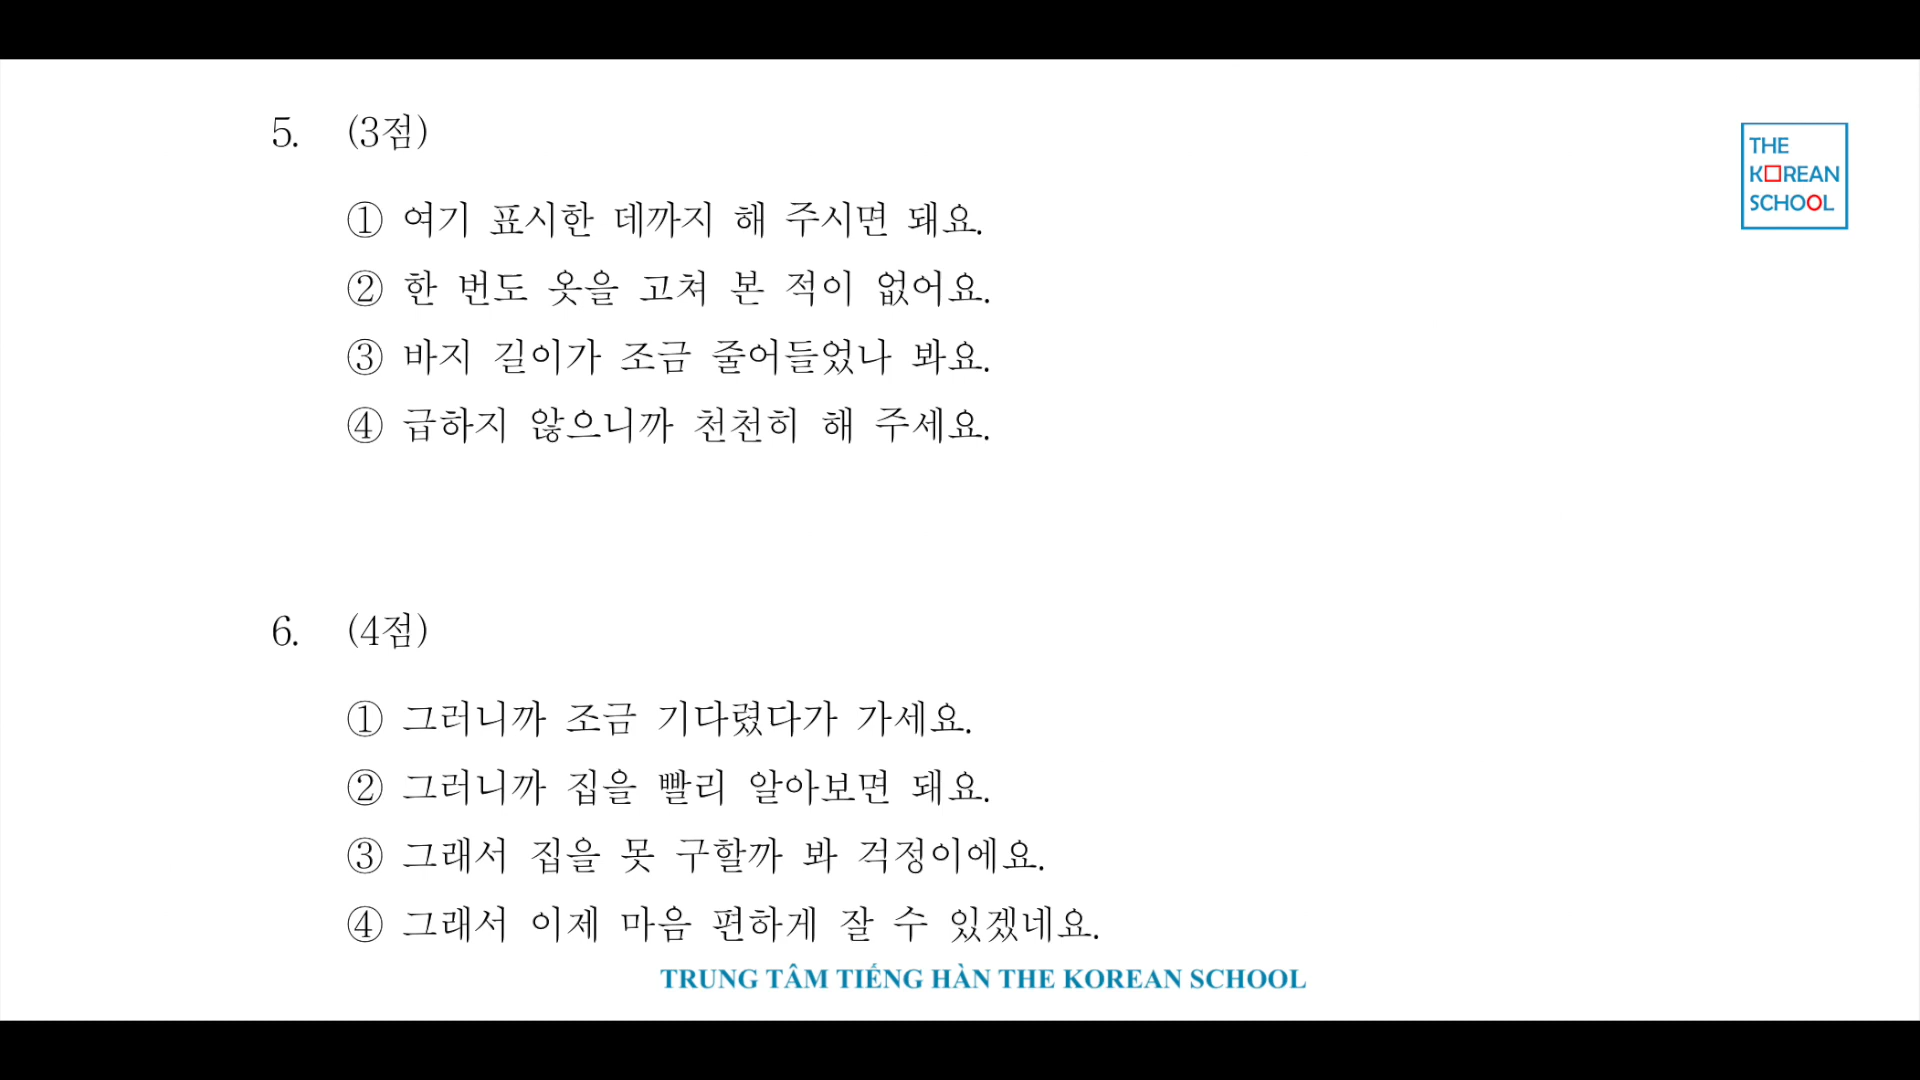 5. (3점)
① 여기 표시한 데까지 해 주시면 돼요.
② 한 번도 옷을 고쳐 본 적이 없어요.
③ 바지 길이가 조금 줄어들었나 봐요.
④ 급하지 않으니까 천천히 해 주세요.
THE
KOREAN
SCHOOL
6. (4점)
① 그러니까 조금 기다렸다가 가세요.
② 그러니까 집을 빨리 알아보면 돼요.
③ 그래서 집을 못 구할까 봐 걱정이에요.
④ 그래서 이제 마음 편하게 잘 수 있겠네요.
TRUNG TÂM TIẾNG HÀN THE KOREAN SCHOOL